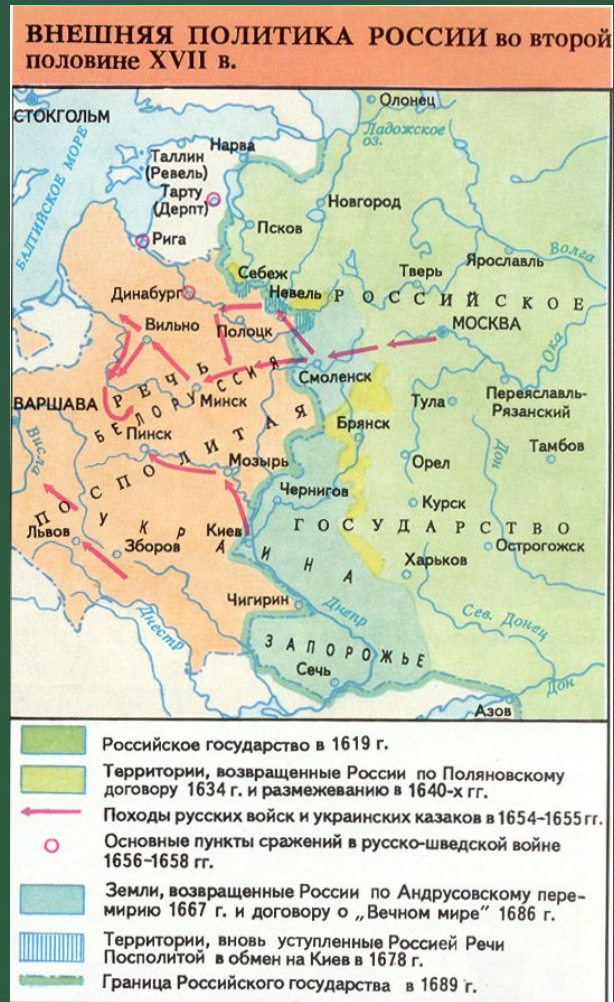 ВНЕШНЯЯ ПОЛИТИКА РОССИИ во второй
половине XVII в.
СТОКГОЛЬМ
Олонец
Ладожское
оз.
БАЛТИЙСКОЕ МОРЕ
Таллин
(Ревель)
Нарва
Тарту
(Дерпт)
Новгород
Псков
Рига
Ярославль
Волга
Тверь
Себеж
Невель
Динабург
РОССИЙСКОЕ
Полоцк
МОСКВА
Вильно
Ока
РЕЧЬ
Смоленск
БЕЛОРУССИЯ
Минск
ВАРШАВА
Тула
Переяславль-
Рязанский
Висла
Брянск
Дон
Пинск
Орел
Тамбов
ПОСПОЛИТАЯ
Мозырь
Чернигов
Курск
УКРАИНА
ГОСУДАРСТВО
Львов
Киев
Зборов
Острогожск
Харьков
Чигирин
Днепр
Сев. Донец
Днестр
ЗАПОРОЖЬЕ
Сечь
Дон
Азов
Российское государство в 1619 г.
Территории, возвращенные России по Поляновскому
договору 1634 г. и размежеванию в 1640-х гг.
Походы русских войск и украинских казаков в 1654-1655 гг.
Основные пункты сражений в русско-шведской войне
1656-1658 гг.
Земли, возвращенные России по Андрусовскому пере-
мирию 1667 г. и договору о „Вечном мире" 1686 г.
Территории, вновь уступленные Россией Речи
Посполитой в обмен на Киев в 1678 г.
Граница Российского государства в 1689 г.